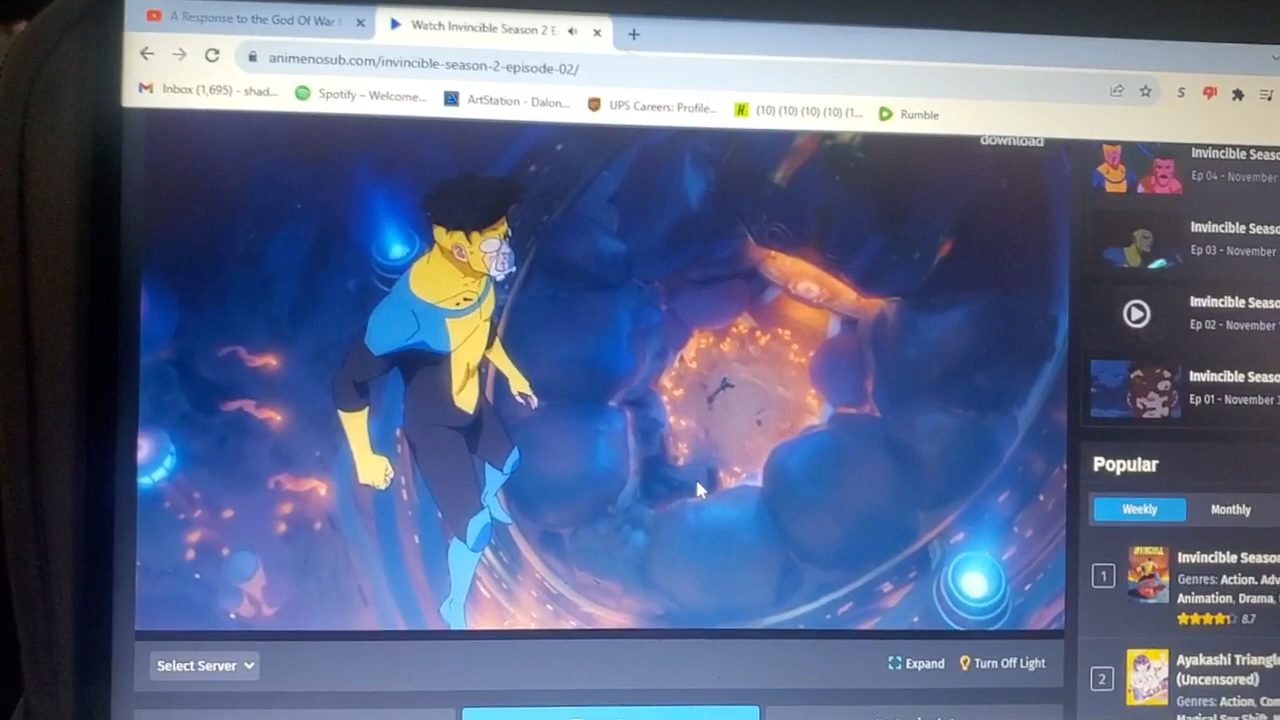 A Response to the God Of War
Watch Invincible Season 2 E
animenosub.com/invincible-season-2-episode-02/
Inbox (1,695) - shad...
Spotify – Welcome...
ArtStation - Dalon...
UPS Careers: Profile...
(10) (10) (10) (10) (1...
Rumble
download
Invincible Seas
Ep 04 - November
Invincible Seas
Ep 03 - November
Invincible Seas
Ep 02 - November
Invincible Seas
Ep 01 - November
Popular
Weekly
Monthly
1
Invincible Seaso
Genres: Action, Adv
Animation, Drama,
8.7
2
Ayakashi Triangl
(Uncensored)
Genres: Action, Com
Select Server
Expand
Turn Off Light